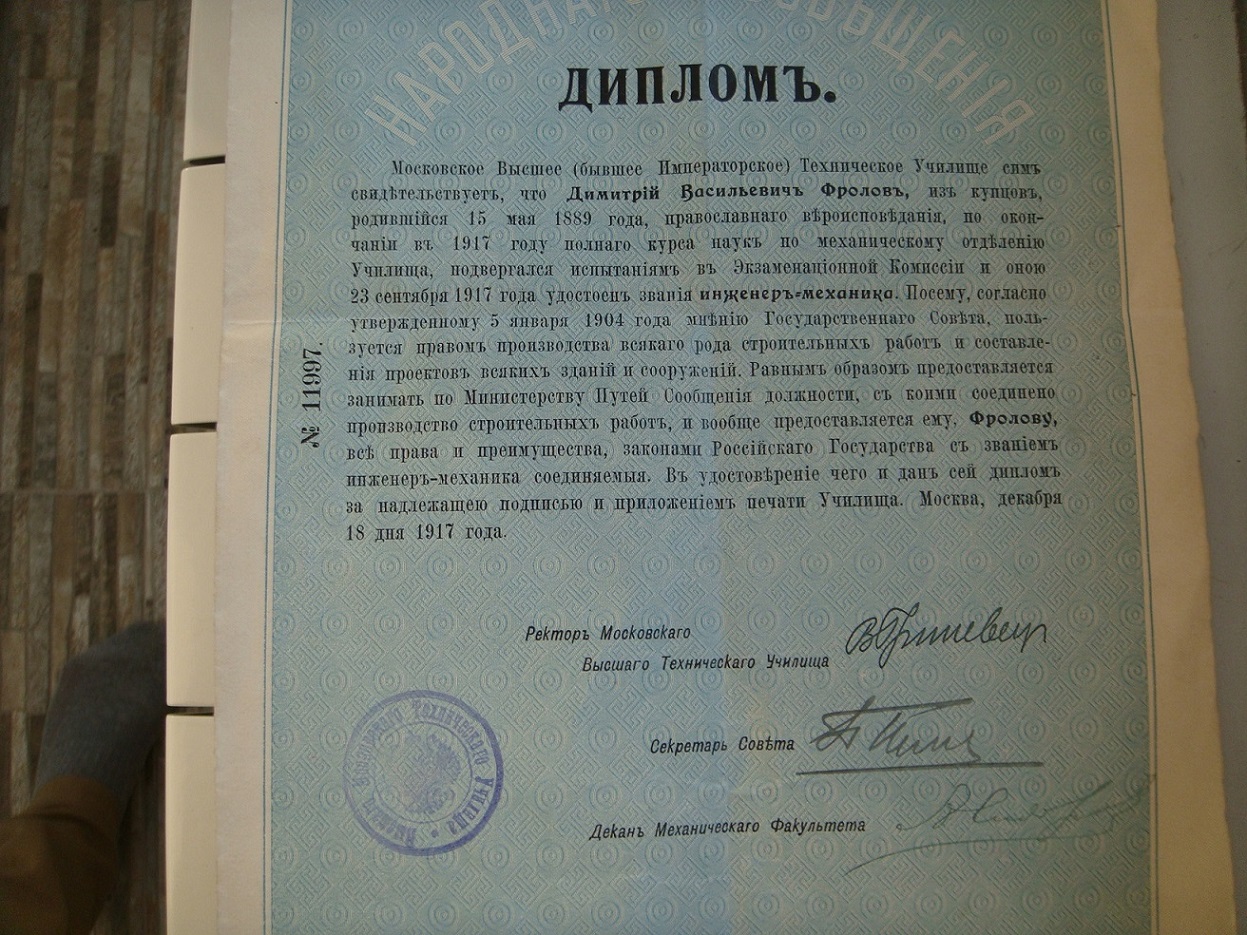 НАРОДНА
ВѢЩЕНІЯ
ДИПЛОМЪ.
Московское Высшее (бывшее Императорское) Техническое Училище симъ
свидѣтельствуетъ, что Димитрій Васильевичъ Фроловъ, изъ купцовъ,
родившійся 15 мая 1889 года, православнаго вѣроисповѣданія, по окон-
чаніи въ 1917 году полнаго курса наукъ по механическому отдѣленію
Училища, подвергался испытаніямъ въ Экзаменаціонной Комиссіи и оною
23 сентября 1917 года удостоенъ званія инженеръ-механика. Посему, согласно
утвержденному 5 января 1904 года мнѣнію Государственнаго Совѣта, поль-
зуется правомъ производства всякаго рода строительныхъ работъ и составле-
нія проектовъ всякихъ зданій и сооруженій. Равнымъ образомъ предоставляется
занимать по Министерству Путей Сообщенія должности, съ коими соединено
производство строительныхъ работъ, и вообще предоставляется ему, Фролову,
всѣ права и преимущества, законами Россійскаго Государства съ званіемъ
инженеръ-механика соединяемыя. Въ удостовѣреніе чего и данъ сей дипломъ
за надлежащею подписью и приложеніемъ печати Училища. Москва, декабря
18 дня 1917 года.
№ 11997.
Ректоръ Московскаго
Высшаго Техническаго Училища
ВГриневецк
Секретарь Совѣта
Деканъ Механическаго Факультета
Техническаго Училища